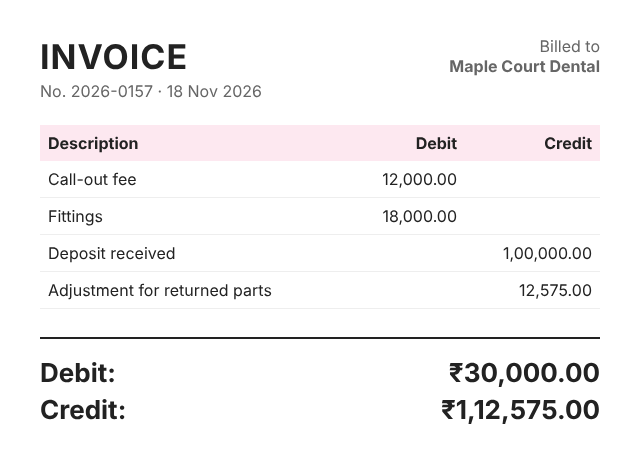 INVOICE
No. 2026-0157 · 18 Nov 2026
Billed to
Maple Court Dental
Description Debit Credit
Call-out fee 12,000.00
Fittings 18,000.00
Deposit received 1,00,000.00
Adjustment for returned parts 12,575.00
Debit: ₹30,000.00
Credit: ₹1,12,575.00